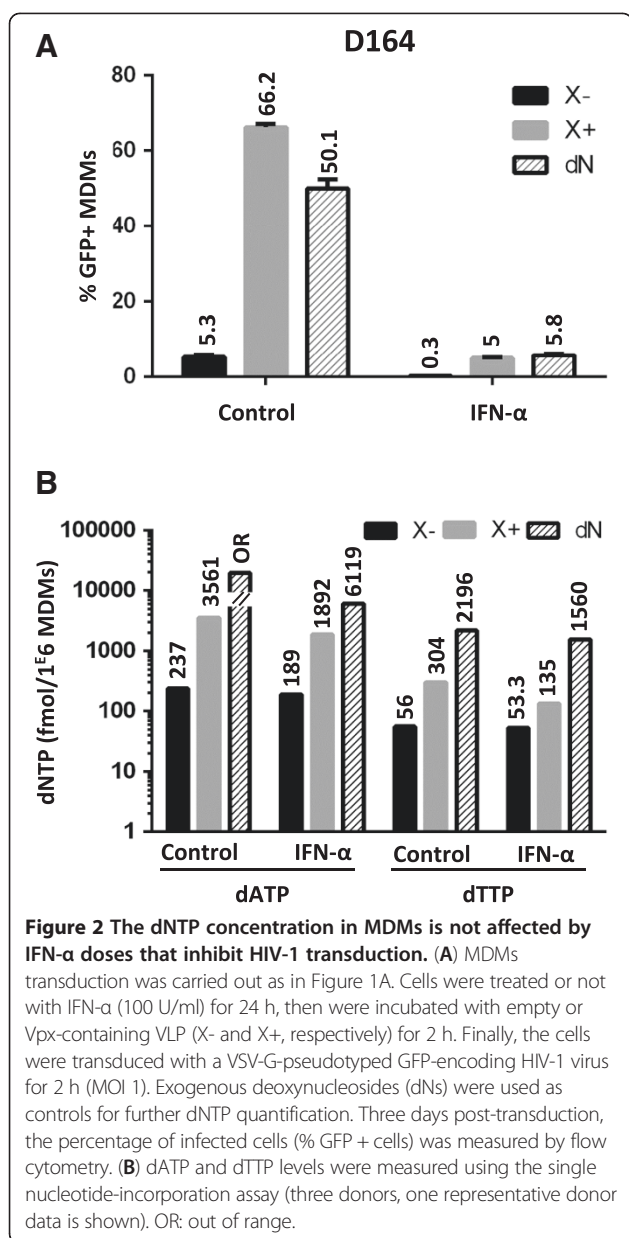 D164
A
80
60
40
20
0
% GFP+ MDMs
X-
X+
dN
5.3
66.2
50.1
0.3
5
5.8
Control
IFN-α
B
X- X+ dN
100000
10000
1000
100
10
1
dNTP (fmol/1ᴱ6 MDMs)
237
3561
OR
189
1892
6119
56
304
2196
53.3
135
1560
Control IFN-α Control IFN-α
dATP dTTP
Figure 2 The dNTP concentration in MDMs is not affected by
IFN-α doses that inhibit HIV-1 transduction. (A) MDMs
transduction was carried out as in Figure 1A. Cells were treated or not
with IFN-α (100 U/ml) for 24 h, then were incubated with empty or
Vpx-containing VLP (X- and X+, respectively) for 2 h. Finally, the cells
were transduced with a VSV-G-pseudotyped GFP-encoding HIV-1 virus
for 2 h (MOI 1). Exogenous deoxynucleosides (dNs) were used as
controls for further dNTP quantification. Three days post-transduction,
the percentage of infected cells (% GFP + cells) was measured by flow
cytometry. (B) dATP and dTTP levels were measured using the single
nucleotide-incorporation assay (three donors, one representative donor
data is shown). OR: out of range.